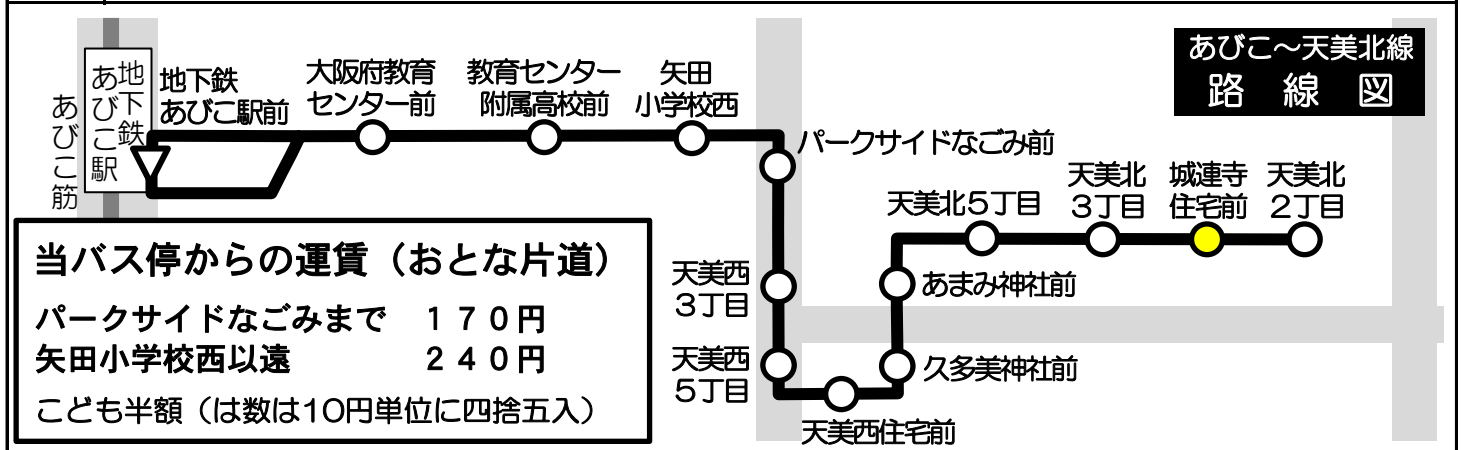 あびこ～天美北線
路線図
あびこ筋
地下鉄
あびこ駅
地下鉄
あびこ駅前
大阪府教育
センター前
教育センター
附属高校前
矢田
小学校西
パークサイドなごみ前
天美西
３丁目
天美西
５丁目
天美西住宅前
久多美神社前
あまみ神社前
天美北５丁目
天美北
３丁目
城連寺
住宅前
天美北
２丁目
当バス停からの運賃（おとな片道）
パークサイドなごみまで　１７０円
矢田小学校西以遠　２４０円
こども半額（は数は10円単位に四捨五入）